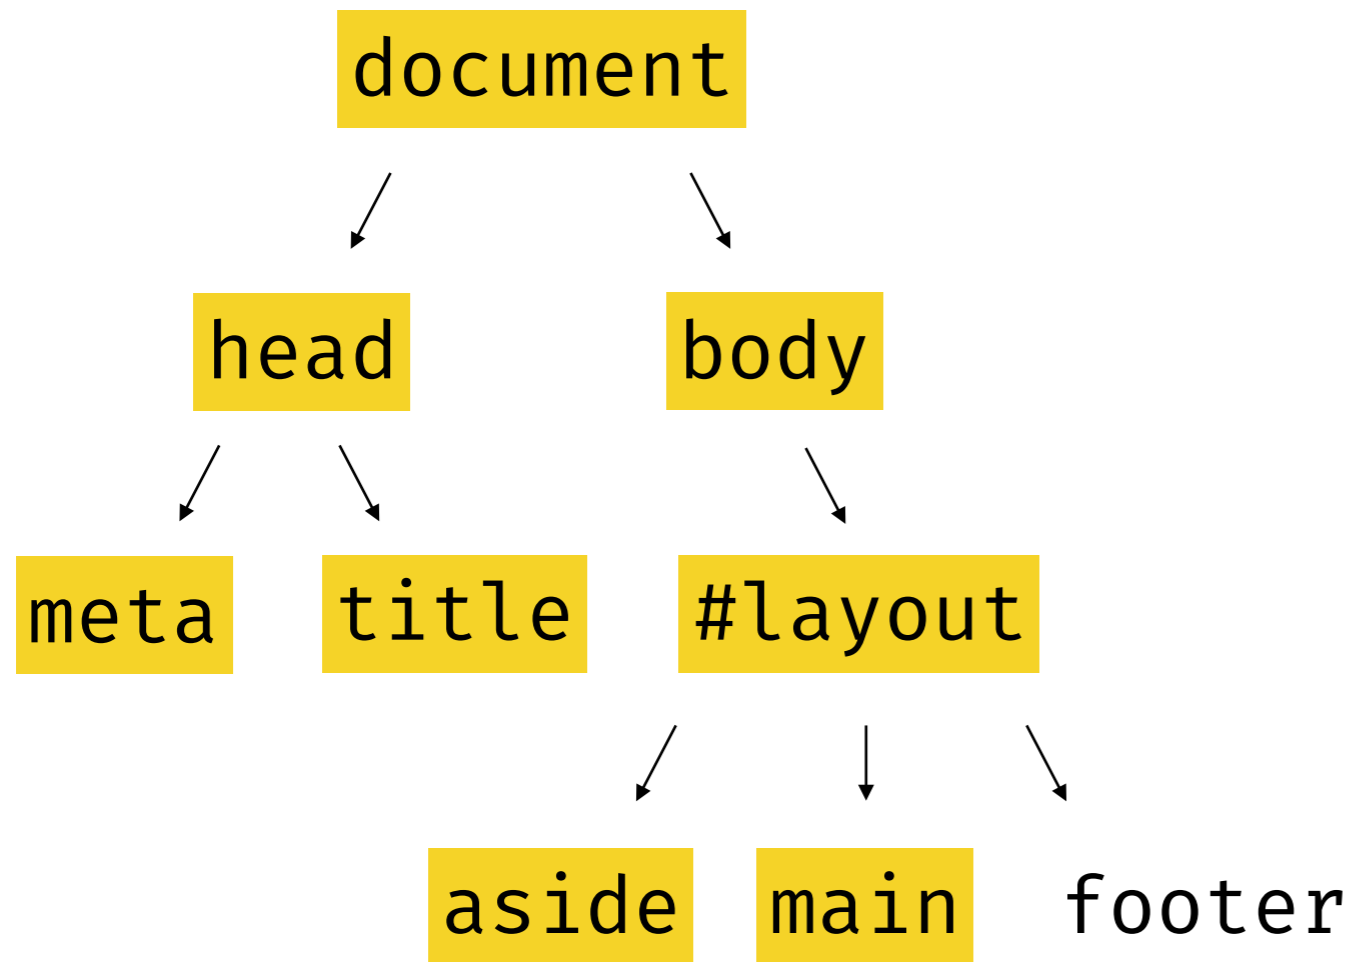 document
head body
meta title #layout
aside main footer